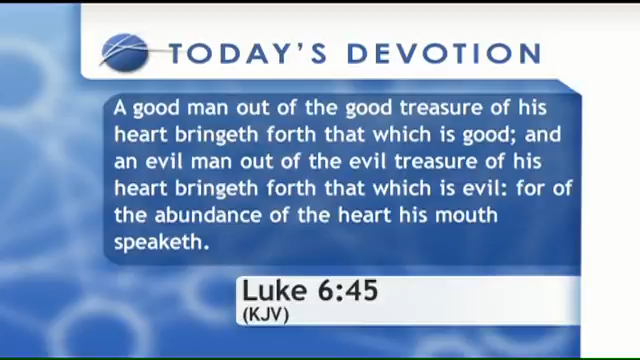 TODAY'S DEVOTION
A good man out of the good treasure of his
heart bringeth forth that which is good; and
an evil man out of the evil treasure of his
heart bringeth forth that which is evil: for of
the abundance of the heart his mouth
speaketh.
Luke 6:45
(KJV)